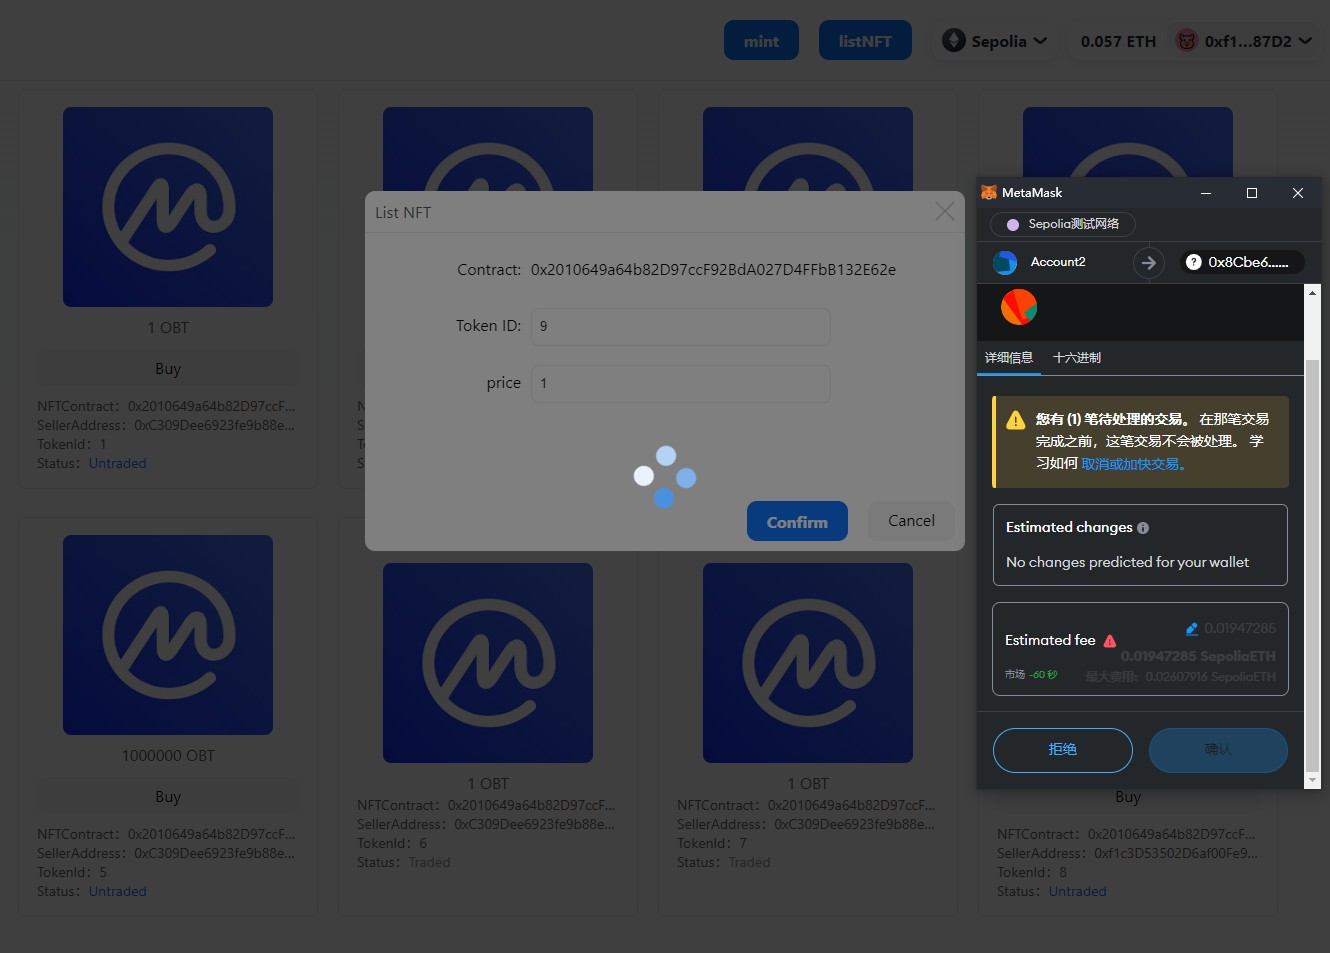 mint
listNFT
Sepolia
0.057 ETH
0xf1...87D2
1 OBT
Buy
NFTContract: 0x2010649a64b82D97ccF...
SellerAddress: 0xC309Dee6923fe9b88e...
TokenId: 1
Status: Untraded
List NFT
Contract: 0x2010649a64b82D97ccF92BdA027D4FFbB132E62e
Token ID: 9
price 1
Confirm
Cancel
MetaMask
Sepolia测试网络
Account2
0x8Cbe6......
详细信息
十六进制
您有 (1) 笔待处理的交易。 在那笔交易
完成之前，这笔交易不会被处理。 学
习如何 取消或加快交易。
Estimated changes
No changes predicted for your wallet
Estimated fee
0.01947285
0.01947285 SepoliaETH
市场 -60 秒
最大费用: 0.02607916 SepoliaETH
拒绝
确认
1000000 OBT
Buy
NFTContract: 0x2010649a64b82D97ccF...
SellerAddress: 0xC309Dee6923fe9b88e...
TokenId: 5
Status: Untraded
1 OBT
NFTContract: 0x2010649a64b82D97ccF...
SellerAddress: 0xC309Dee6923fe9b88e...
TokenId: 6
Status: Traded
1 OBT
NFTContract: 0x2010649a64b82D97ccF...
SellerAddress: 0xC309Dee6923fe9b88e...
TokenId: 7
Status: Traded
Buy
NFTContract: 0x2010649a64b82D97ccF...
SellerAddress: 0xf1c3D53502D6af00Fe9...
TokenId: 8
Status: Untraded